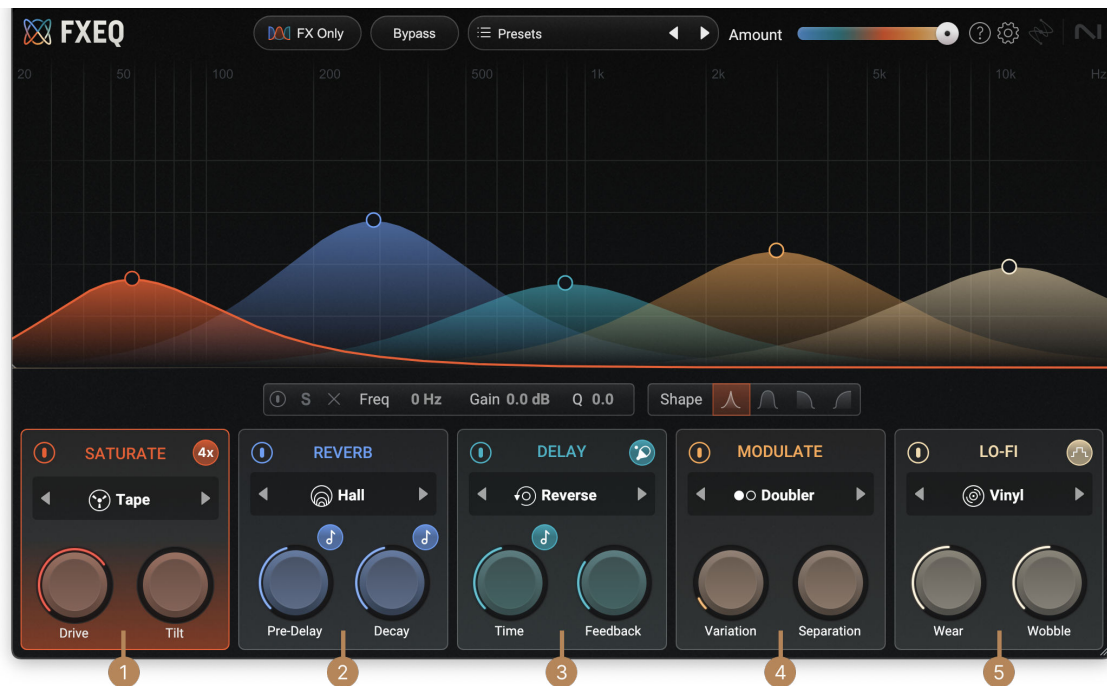 FXEQ FX Only Bypass Presets Amount ?
20 50 100 200 500 1k 2k 5k 10k Hz
S Freq 0 Hz Gain 0.0 dB Q 0.0 Shape
SATURATE 4x REVERB DELAY MODULATE LO-FI
Tape Hall Reverse Doubler Vinyl
Drive Tilt Pre-Delay Decay Time Feedback Variation Separation Wear Wobble
1 2 3 4 5